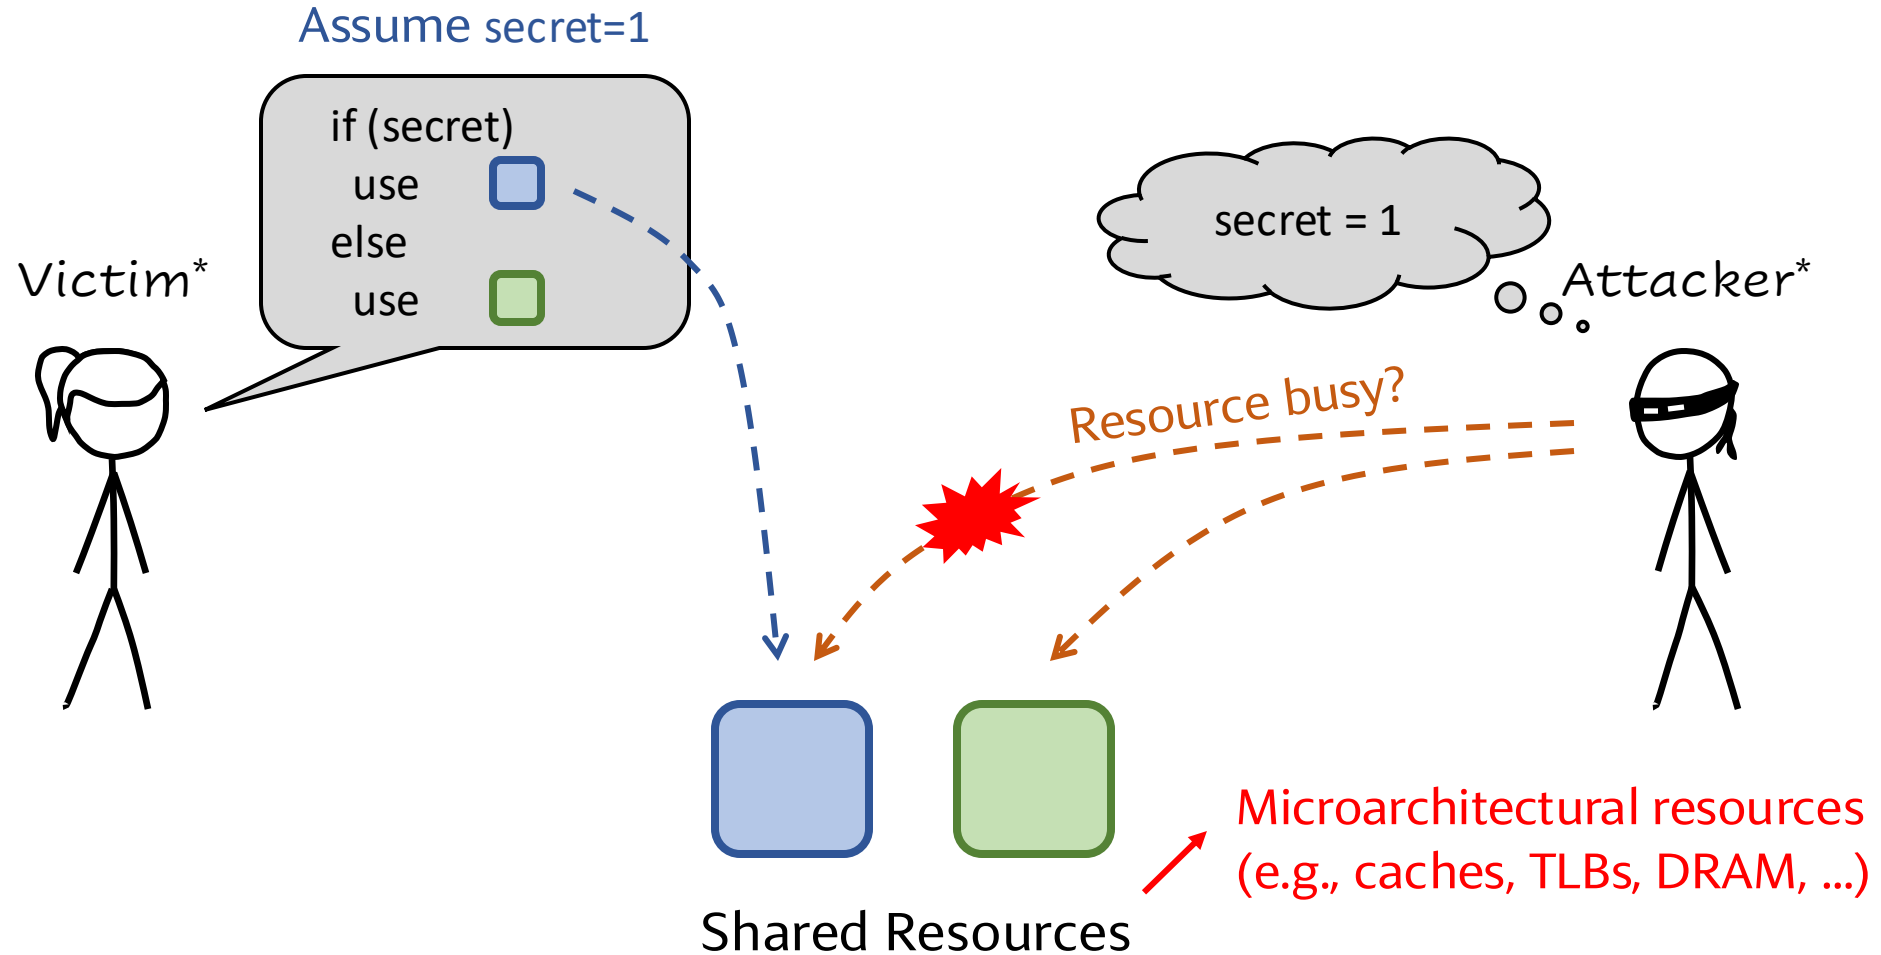 Assume secret=1
if (secret)
use
else
use
Victim*
secret = 1
Attacker*
Resource busy?
Microarchitectural resources
(e.g., caches, TLBs, DRAM, ...)
Shared Resources